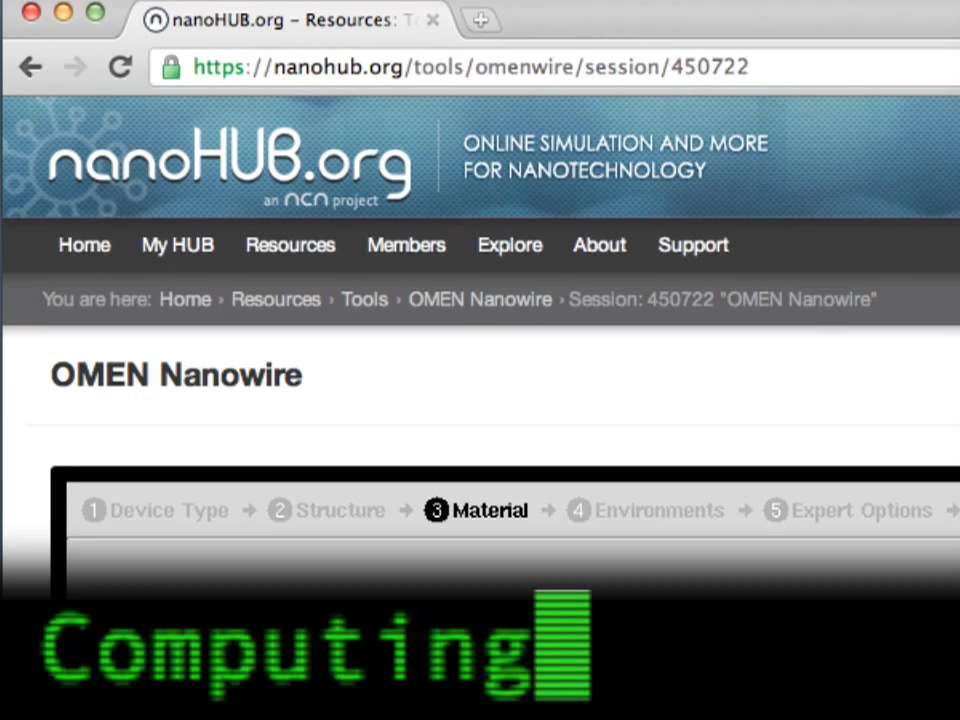 nanoHUB.org – Resources: T
https://nanohub.org/tools/omenwire/session/450722
nanoHUB.org
an ncn project
ONLINE SIMULATION AND MORE
FOR NANOTECHNOLOGY
Home My HUB Resources Members Explore About Support
You are here: Home › Resources › Tools › OMEN Nanowire › Session: 450722 "OMEN Nanowire"
OMEN Nanowire
1 Device Type → 2 Structure → 3 Material → 4 Environments → 5 Expert Options →
Computing